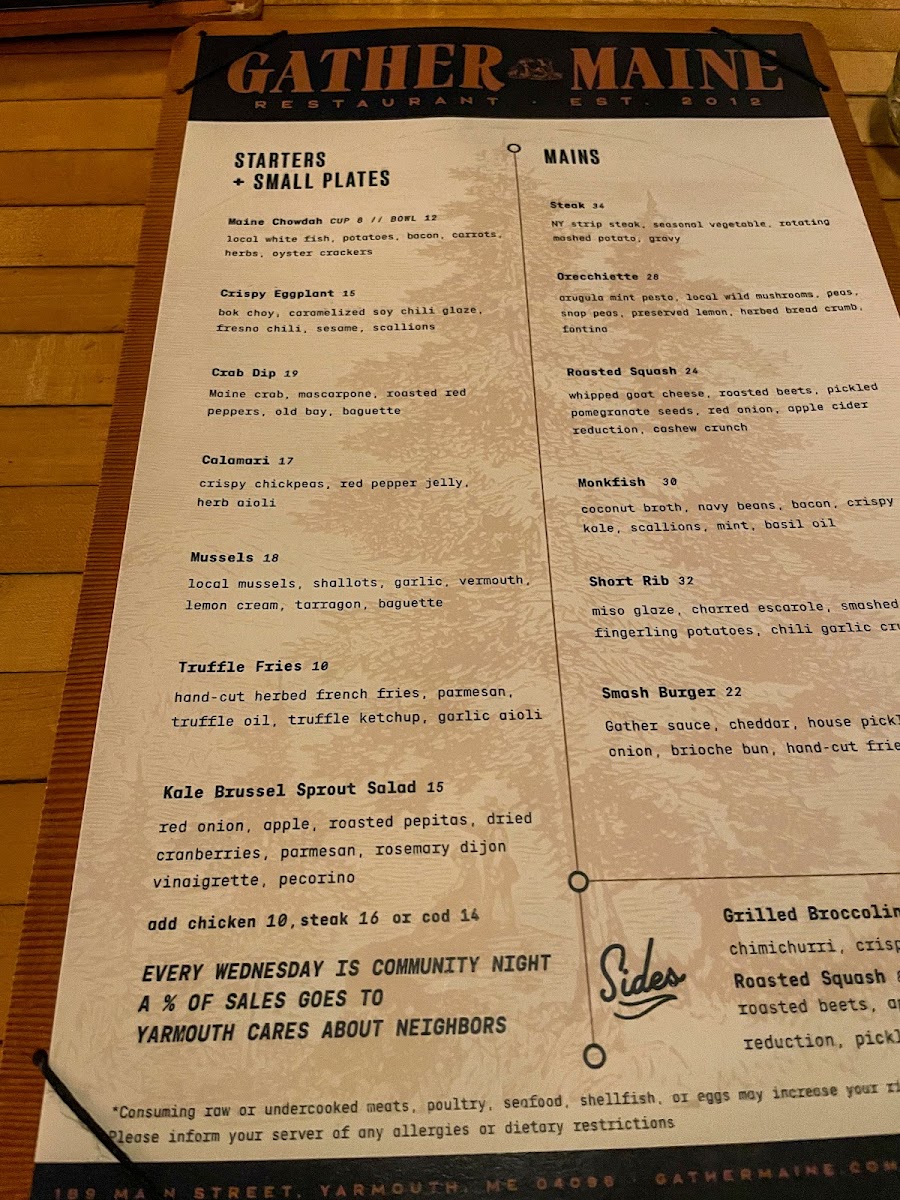 GATHER MAINE
RESTAURANT · EST. 2012
STARTERS
+ SMALL PLATES
Maine Chowdah CUP 8 // BOWL 12
local white fish, potatoes, bacon, carrots,
herbs, oyster crackers
Crispy Eggplant 15
bok choy, caramelized soy chili glaze,
fresno chili, sesame, scallions
Crab Dip 19
Maine crab, mascarpone, roasted red
peppers, old bay, baguette
Calamari 17
crispy chickpeas, red pepper jelly,
herb aioli
Mussels 18
local mussels, shallots, garlic, vermouth,
lemon cream, tarragon, baguette
Truffle Fries 10
hand-cut herbed french fries, parmesan,
truffle oil, truffle ketchup, garlic aioli
Kale Brussel Sprout Salad 15
red onion, apple, roasted pepitas, dried
cranberries, parmesan, rosemary dijon
vinaigrette, pecorino
add chicken 10, steak 16 or cod 14
EVERY WEDNESDAY IS COMMUNITY NIGHT
A % OF SALES GOES TO
YARMOUTH CARES ABOUT NEIGHBORS
MAINS
Steak 34
NY strip steak, seasonal vegetable, rotating
mashed potato, gravy
Orecchiette 28
arugula mint pesto, local wild mushrooms, peas,
snap peas, preserved lemon, herbed bread crumb,
fontina
Roasted Squash 24
whipped goat cheese, roasted beets, pickled
pomegranate seeds, red onion, apple cider
reduction, cashew crunch
Monkfish 30
coconut broth, navy beans, bacon, crispy
kale, scallions, mint, basil oil
Short Rib 32
miso glaze, charred escarole, smashed
fingerling potatoes, chili garlic
Smash Burger 22
Gather sauce, cheddar, house
onion, brioche bun, hand-cut
Sides
Grilled
chimichurri,
Roasted Squash
roasted beets,
reduction,
*Consuming raw or undercooked meats, poultry, seafood, shellfish, or eggs may increase your
Please inform your server of any allergies or dietary restrictions
189 MAIN STREET, YARMOUTH, ME 04096 · GATHERMAINE.COM